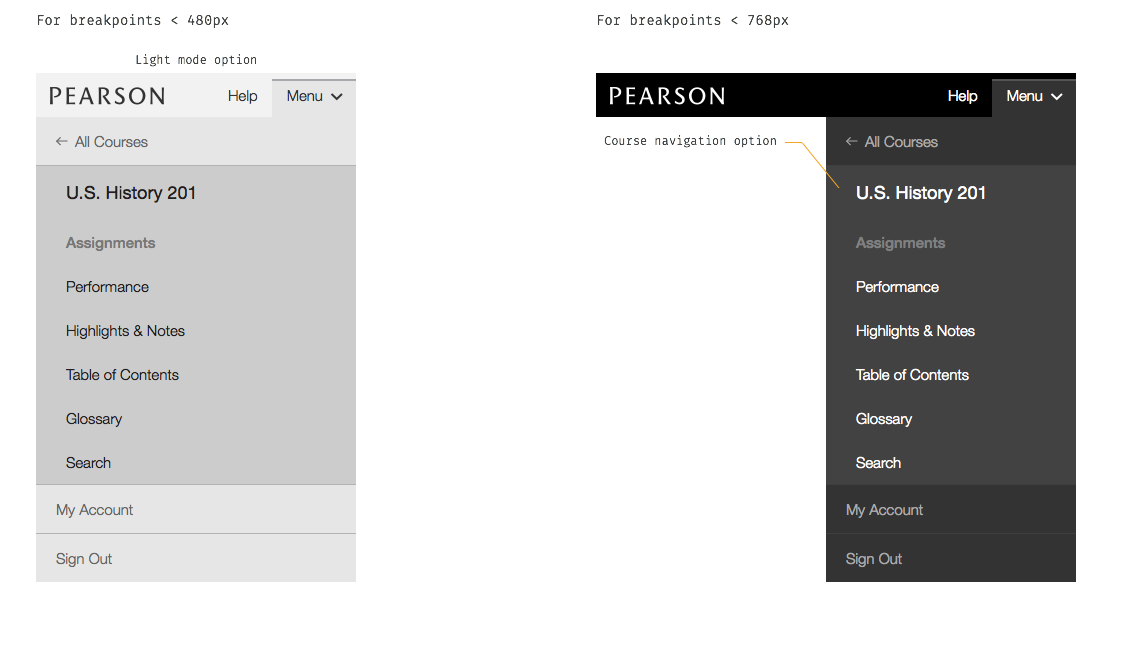 For breakpoints < 480px
Light mode option
PEARSON
Help
Menu
← All Courses
U.S. History 201
Assignments
Performance
Highlights & Notes
Table of Contents
Glossary
Search
My Account
Sign Out
For breakpoints < 768px
PEARSON
Help
Menu
Course navigation option
← All Courses
U.S. History 201
Assignments
Performance
Highlights & Notes
Table of Contents
Glossary
Search
My Account
Sign Out